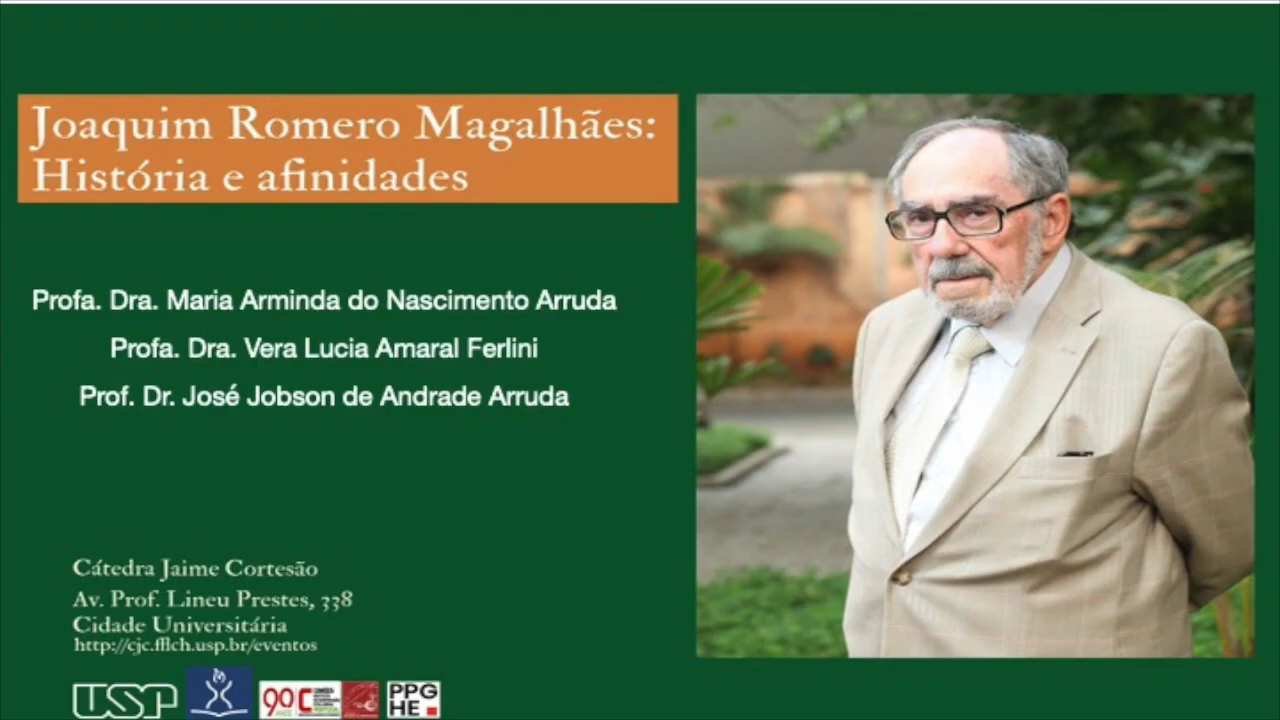 Joaquim Romero Magalhães:
História e afinidades
Profa. Dra. Maria Arminda do Nascimento Arruda
Profa. Dra. Vera Lucia Amaral Ferlini
Prof. Dr. José Jobson de Andrade Arruda
Cátedra Jaime Cortesão
Av. Prof. Lineu Prestes, 338
Cidade Universitária
http://cjc.fflch.usp.br/eventos
USP
90
PPG
HE